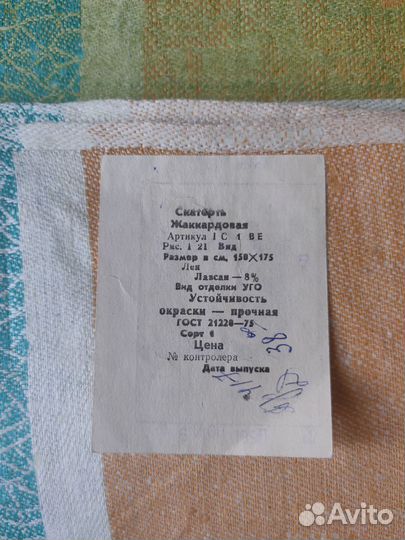 Скатерть
Жаккардовая
Артикул 1 С 1 ВЕ
Рис. 1 21 Вид
Размер в см. 150×175
Лен
Лавсан—8%
Вид отделки УГО
Устойчивость
окраски — прочная
ГОСТ 21220—75
Сорт 1
Цена 38
№ контролера
Дата выпуска
Avito